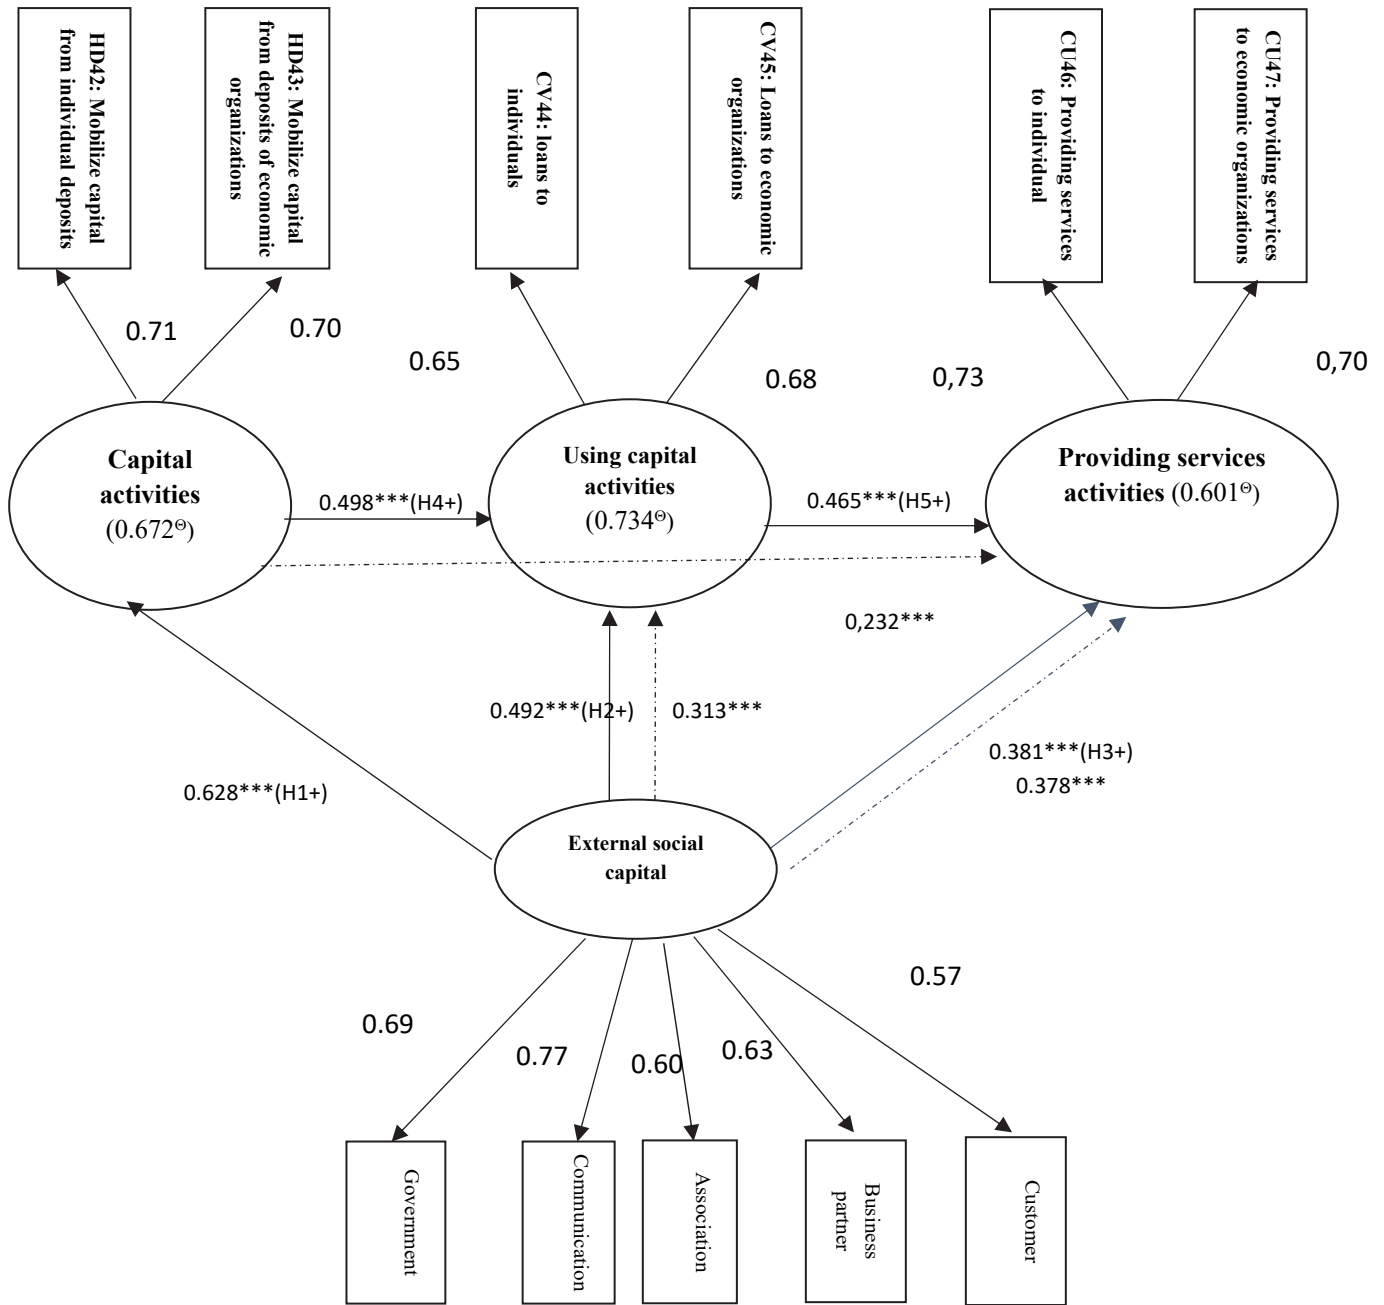 HD42: Mobilize capital
from individual deposits
HD43: Mobilize capital
from deposits of economic
organizations
CV44: loans to
individuals
CV45: Loans to economic
organizations
CU46: Providing services
to individual
CU47: Providing services
to economic organizations
0.71
0.70
0.65
0.68
0,73
0,70
Capital
activities
(0.672ᶿ)
0.498***(H4+)
Using capital
activities
(0.734ᶿ)
0.465***(H5+)
Providing services
activities (0.601ᶿ)
0,232***
0.492***(H2+)
0.313***
0.381***(H3+)
0.378***
0.628***(H1+)
External social
capital
0.69
0.77
0.60
0.63
0.57
Government
Communication
Association
Business
partner
Customer